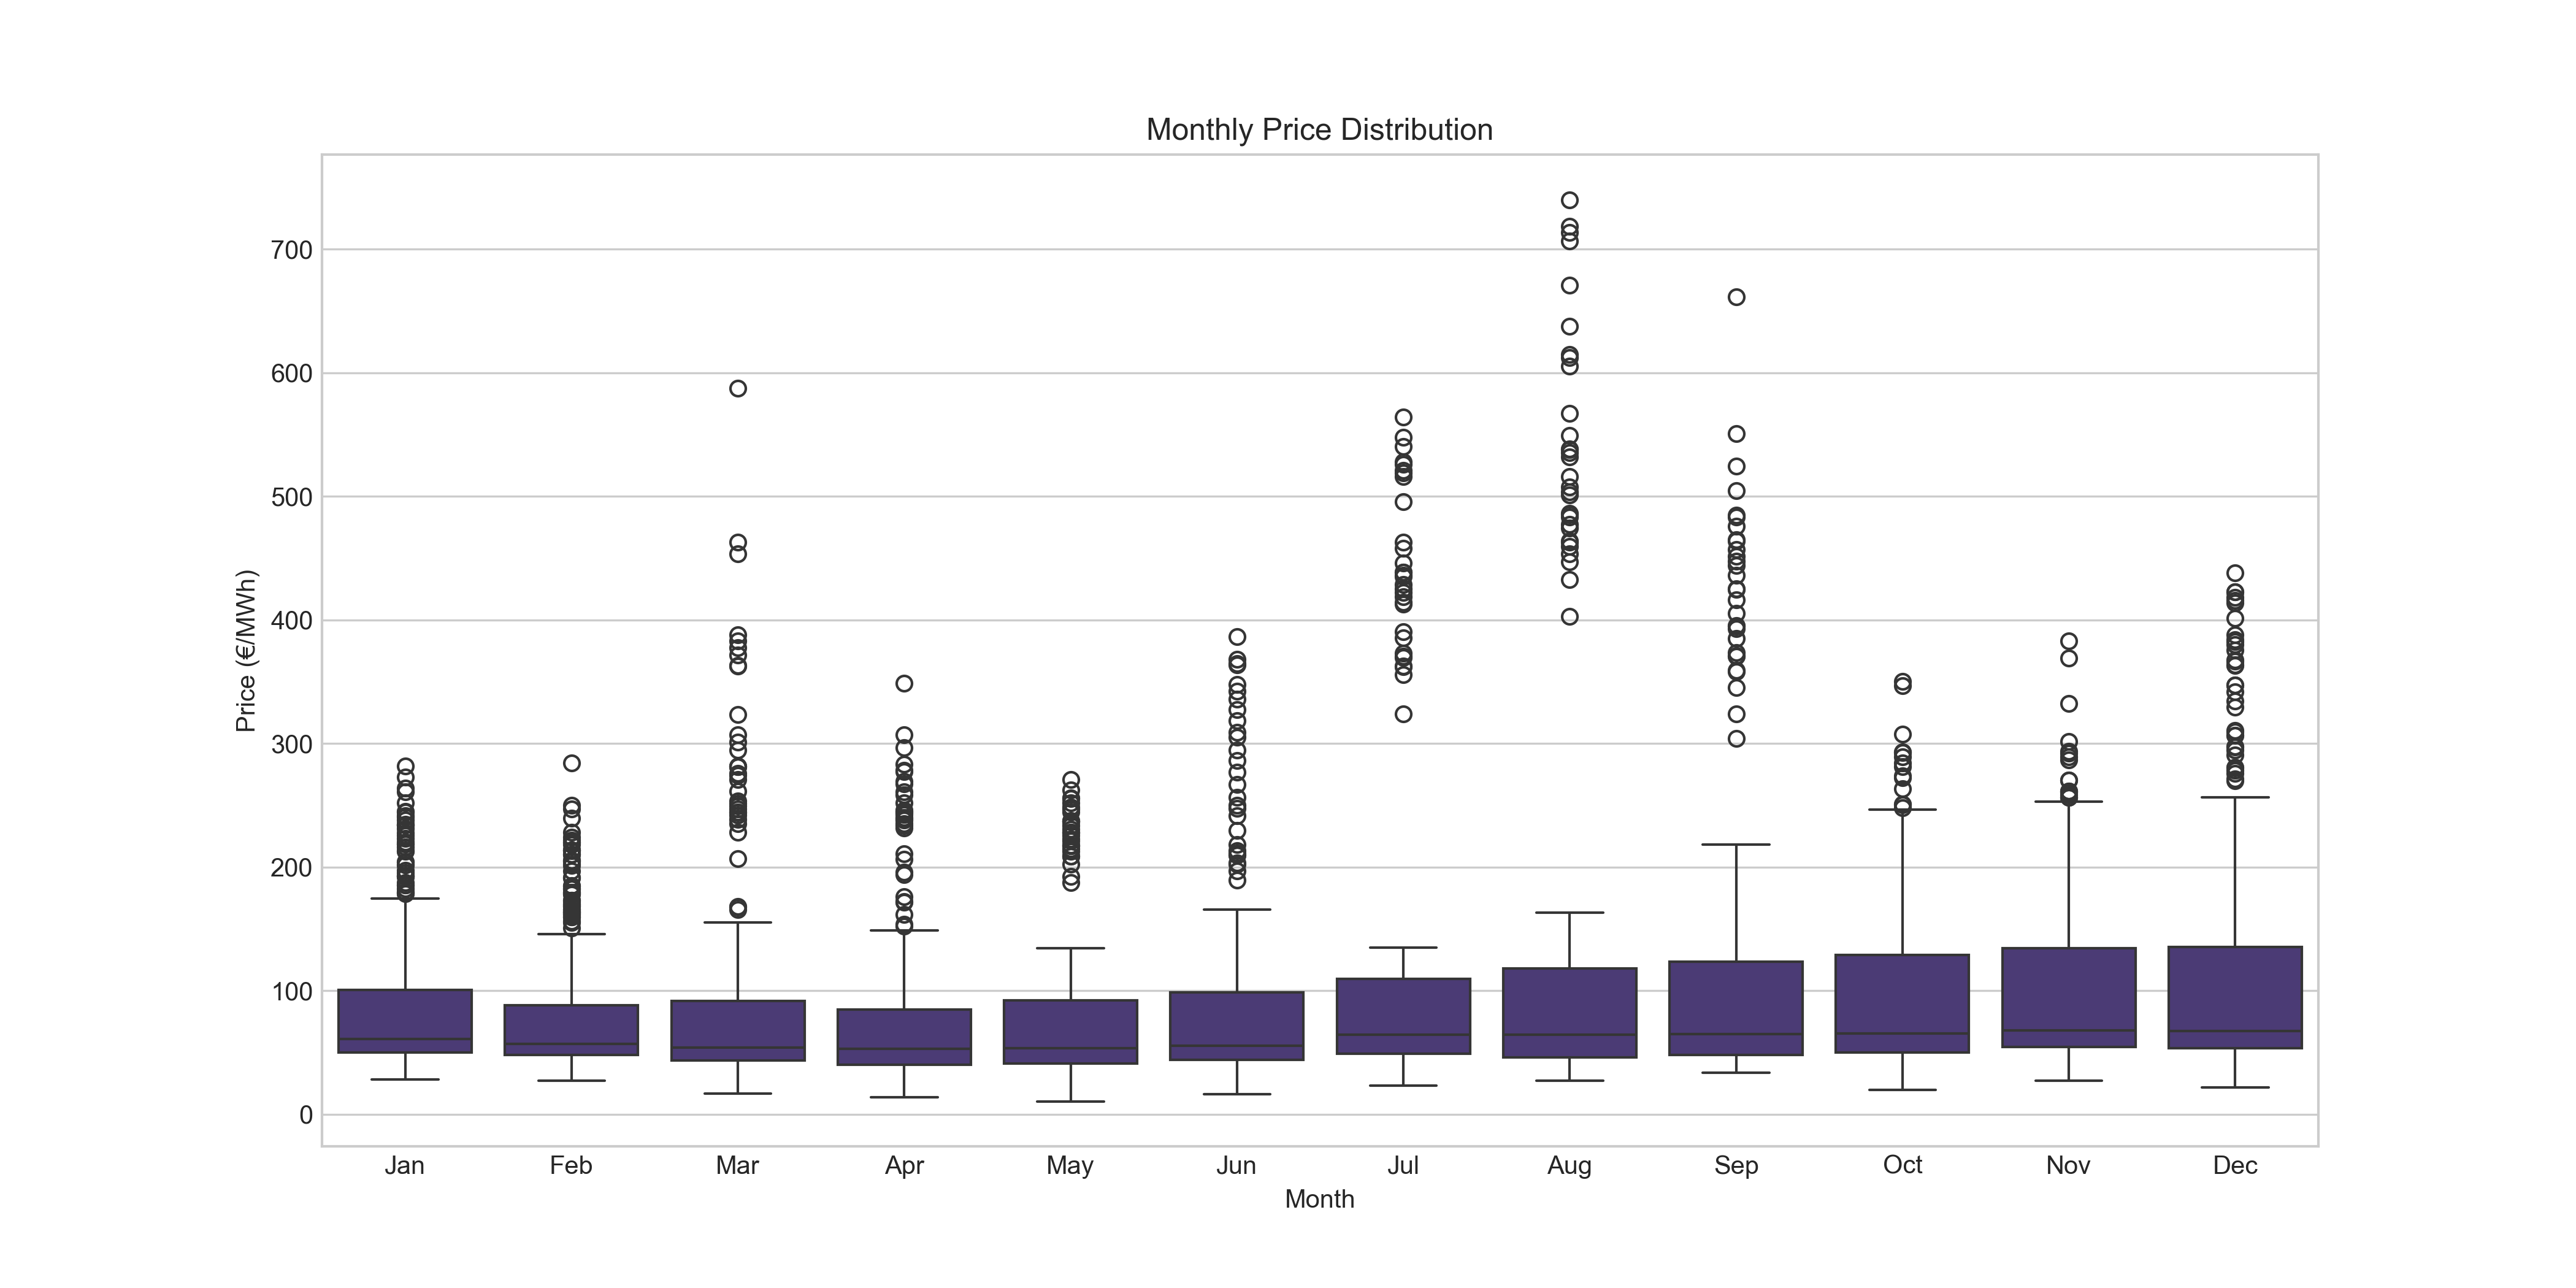 Monthly Price Distribution
700
600
500
400
300
200
100
0
Price (€/MWh)
Jan Feb Mar Apr May Jun Jul Aug Sep Oct Nov Dec
Month